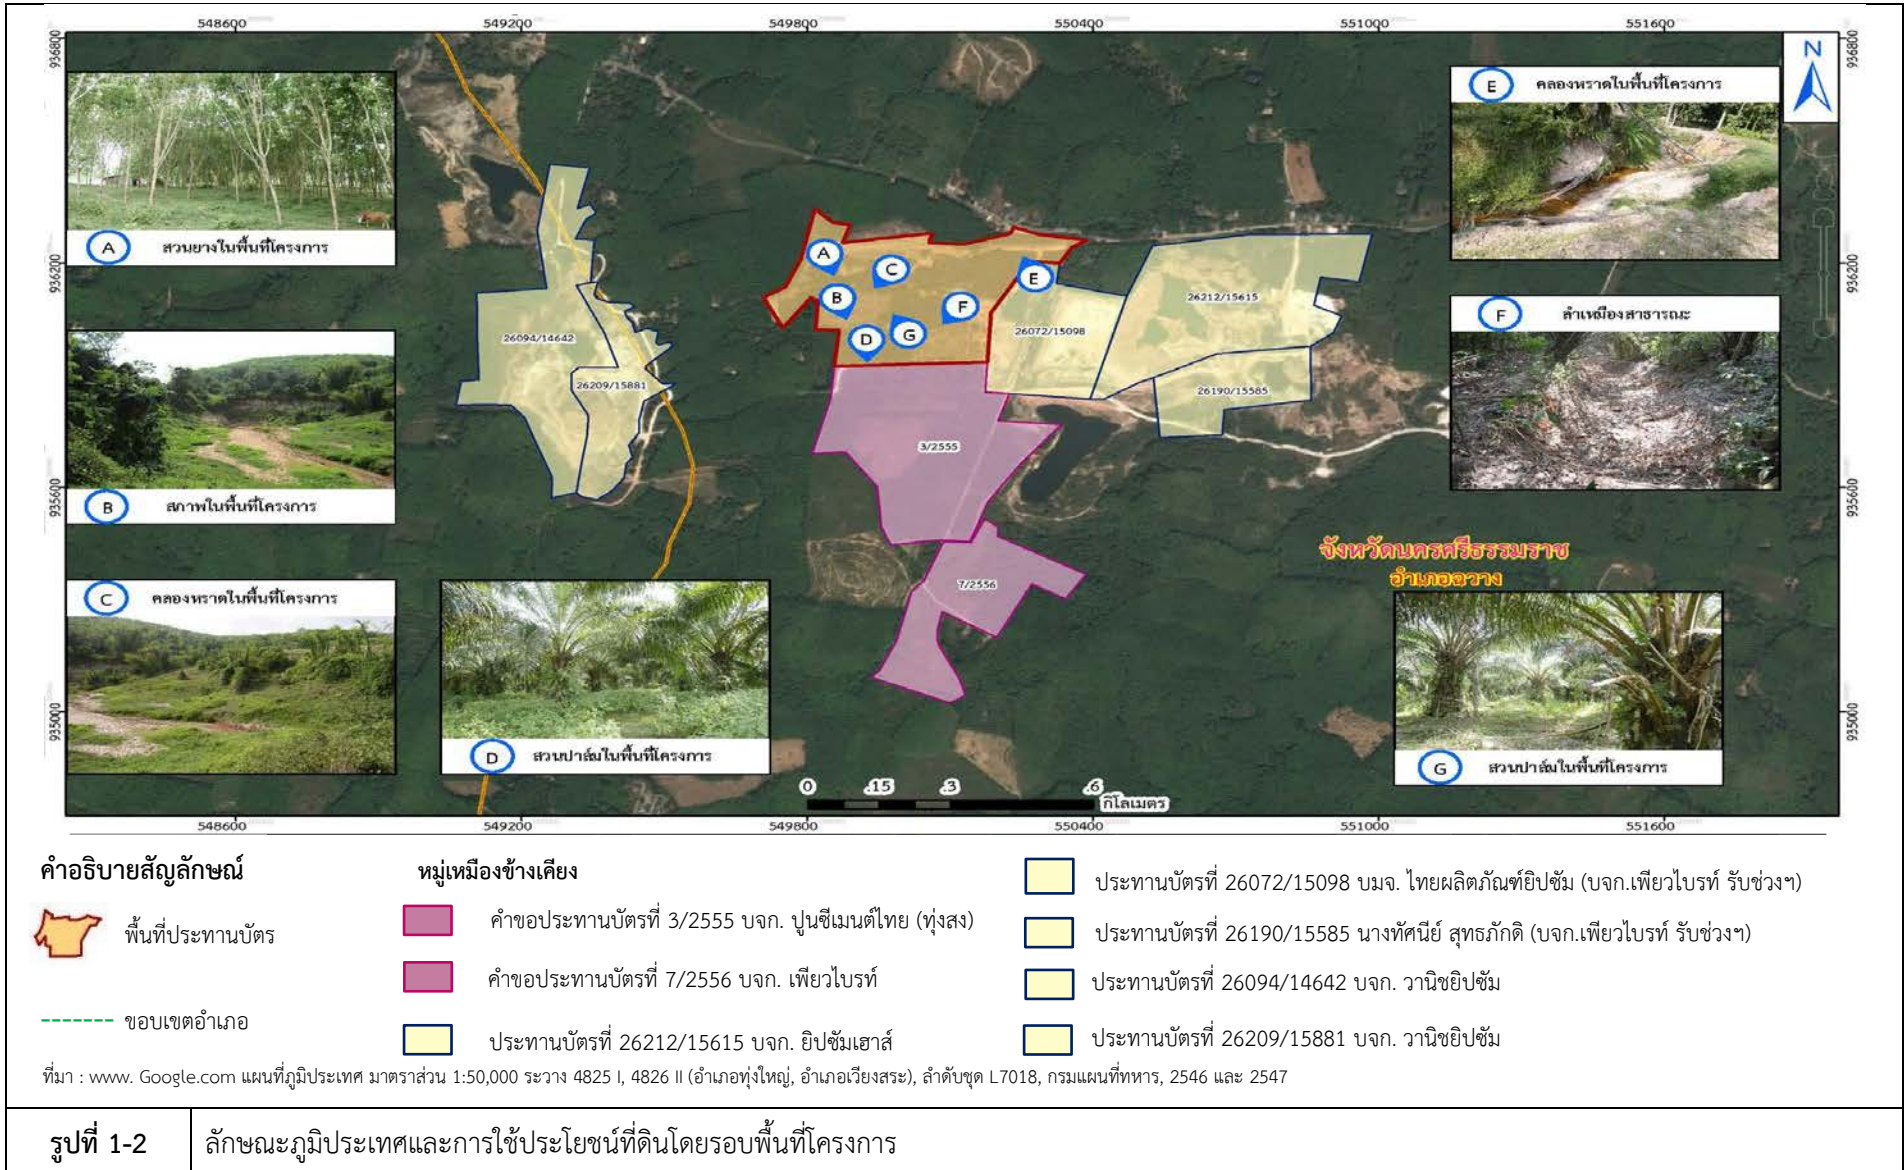 548600 549200 549800 550400 551000 551600
936800 936800
N
A สวนยางในพื้นที่โครงการ
E คลองหราดในพื้นที่โครงการ
936200 936200
A
C
E
B
F
G
D
26212/15615
26072/15098
26094/14642
26209/15881
26190/15585
F ลำเหมืองสาธารณะ
B สภาพในพื้นที่โครงการ
3/2555
935600 935600
จังหวัดนครศรีธรรมราช
อำเภอฉวาง
7/2556
C คลองหราดในพื้นที่โครงการ
935000 935000
D สวนปาล์มในพื้นที่โครงการ
G สวนปาล์มในพื้นที่โครงการ
0 .15 .3 .6
กิโลเมตร
548600 549200 549800 550400 551000 551600
คำอธิบายสัญลักษณ์
พื้นที่ประทานบัตร
ขอบเขตอำเภอ
หมู่เหมืองข้างเคียง
คำขอประทานบัตรที่ 3/2555 บจก. ปูนซีเมนต์ไทย (ทุ่งสง)
คำขอประทานบัตรที่ 7/2556 บจก. เพียวไบรท์
ประทานบัตรที่ 26212/15615 บจก. ยิปซัมเฮาส์
ประทานบัตรที่ 26072/15098 บมจ. ไทยผลิตภัณฑ์ยิปซัม (บจก.เพียวไบรท์ รับช่วงฯ)
ประทานบัตรที่ 26190/15585 นางทัศนีย์ สุทธภักดิ (บจก.เพียวไบรท์ รับช่วงฯ)
ประทานบัตรที่ 26094/14642 บจก. วานิชยิปซัม
ประทานบัตรที่ 26209/15881 บจก. วานิชยิปซัม
ที่มา : www. Google.com แผนที่ภูมิประเทศ มาตราส่วน 1:50,000 ระวาง 4825 I, 4826 II (อำเภอทุ่งใหญ่, อำเภอเวียงสระ), ลำดับชุด L7018, กรมแผนที่ทหาร, 2546 และ 2547
รูปที่ 1-2 ลักษณะภูมิประเทศและการใช้ประโยชน์ที่ดินโดยรอบพื้นที่โครงการ